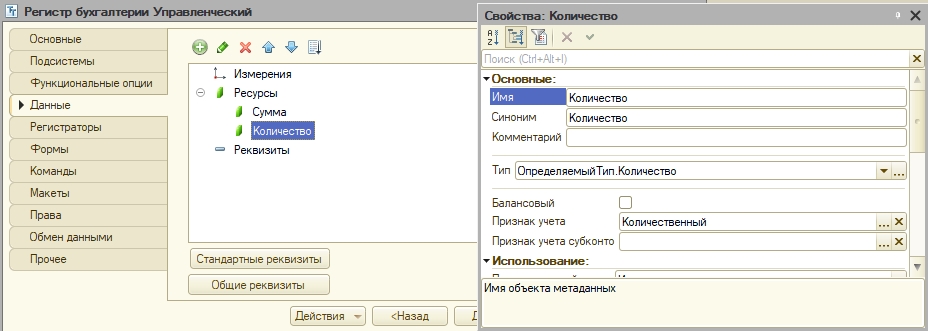 Регистр бухгалтерии Управленческий
Основные
Подсистемы
Функциональные опции
Данные
Регистраторы
Формы
Команды
Макеты
Права
Обмен данными
Прочее
Измерения
Ресурсы
Сумма
Количество
Реквизиты
Стандартные реквизиты
Общие реквизиты
Действия
<Назад
Свойства: Количество
Поиск (Ctrl+Alt+I)
Основные:
Имя Количество
Синоним Количество
Комментарий
Тип ОпределяемыйТип.Количество
Балансовый
Признак учета Количественный
Признак учета субконто
Использование:
Имя объекта метаданных